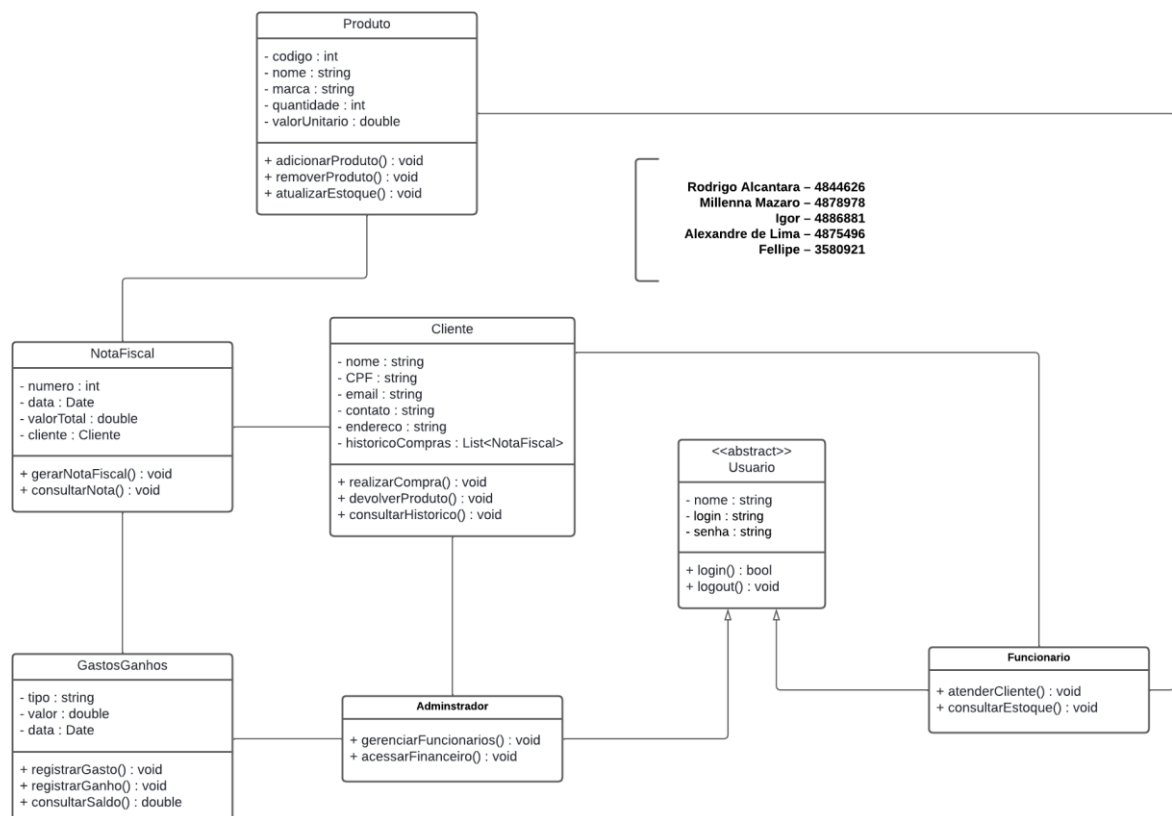 Produto
- codigo : int
- nome : string
- marca : string
- quantidade : int
- valorUnitario : double
+ adicionarProduto() : void
+ removerProduto() : void
+ atualizarEstoque() : void
Rodrigo Alcantara – 4844626
Millenna Mazaro – 4878978
Igor – 4886881
Alexandre de Lima – 4875496
Fellipe – 3580921
NotaFiscal
- numero : int
- data : Date
- valorTotal : double
- cliente : Cliente
+ gerarNotaFiscal() : void
+ consultarNota() : void
Cliente
- nome : string
- CPF : string
- email : string
- contato : string
- endereco : string
- historicoCompras : List<NotaFiscal>
+ realizarCompra() : void
+ devolverProduto() : void
+ consultarHistorico() : void
<<abstract>>
Usuario
- nome : string
- login : string
- senha : string
+ login() : bool
+ logout() : void
GastosGanhos
- tipo : string
- valor : double
- data : Date
+ registrarGasto() : void
+ registrarGanho() : void
+ consultarSaldo() : double
Adminstrador
+ gerenciarFuncionarios() : void
+ acessarFinanceiro() : void
Funcionario
+ atenderCliente() : void
+ consultarEstoque() : void